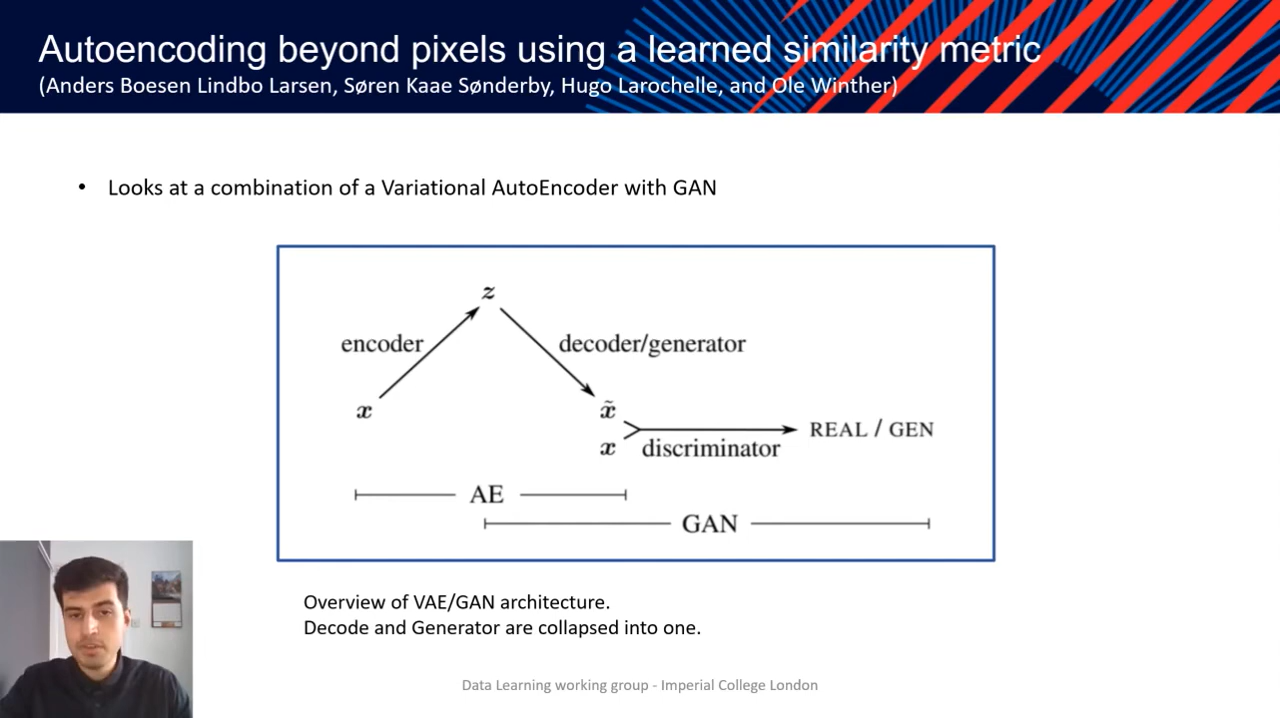 Autoencoding beyond pixels using a learned similarity metric
(Anders Boesen Lindbo Larsen, Søren Kaae Sønderby, Hugo Larochelle, and Ole Winther)
• Looks at a combination of a Variational AutoEncoder with GAN
z
encoder
decoder/generator
x
x̃
x
discriminator
REAL / GEN
AE
GAN
Overview of VAE/GAN architecture.
Decode and Generator are collapsed into one.
Data Learning working group - Imperial College London